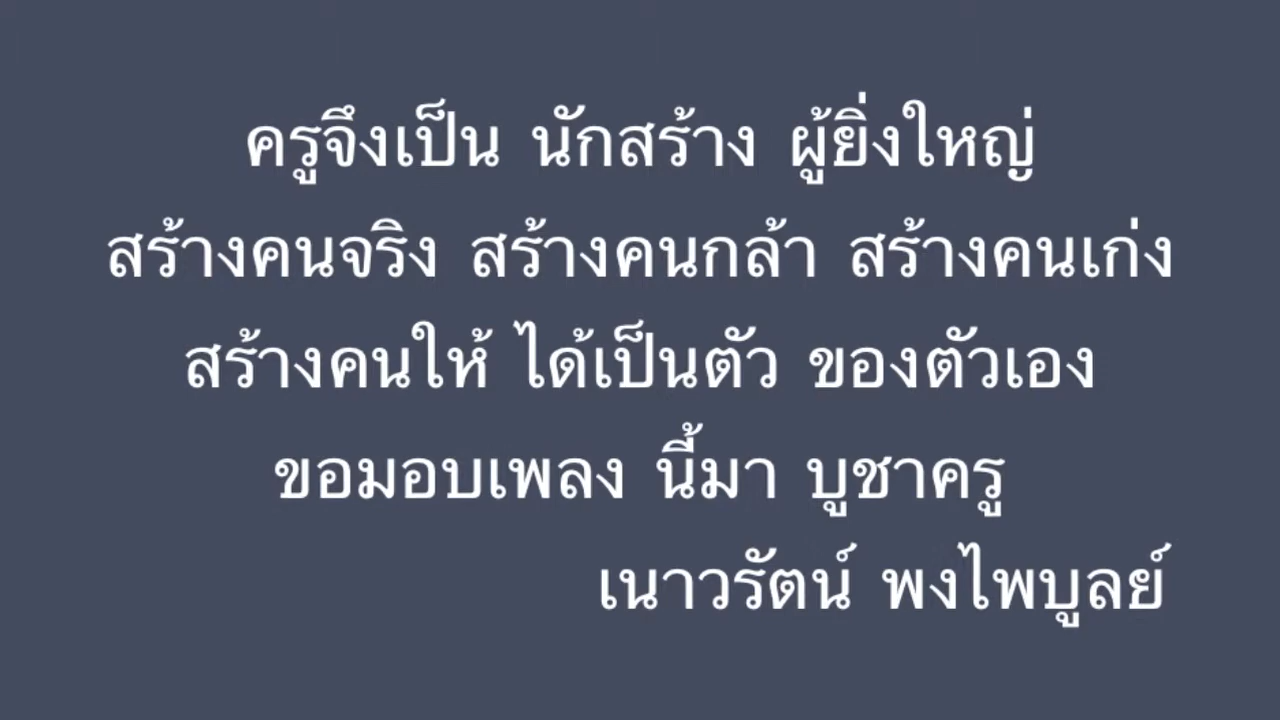 ครูจึงเป็น นักสร้าง ผู้ยิ่งใหญ่
สร้างคนจริง สร้างคนกล้า สร้างคนเก่ง
สร้างคนให้ ได้เป็นตัว ของตัวเอง
ขอมอบเพลง นี้มา บูชาครู
เนาวรัตน์ พงไพบูลย์